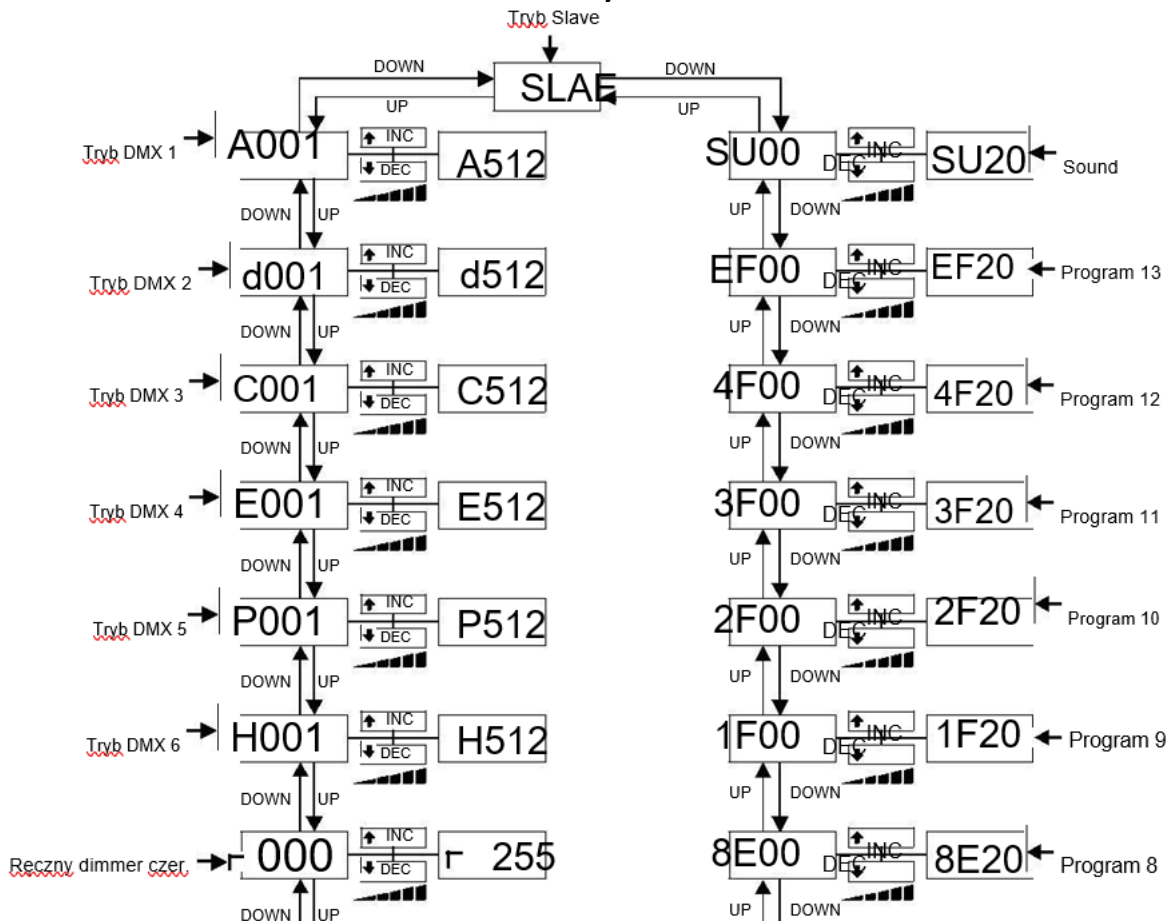 Tryb Slave
DOWN SLAE DOWN
UP UP
Tryb DMX 1 A001 INC DEC A512 SU00 INC DEC SU20 Sound
DOWN UP UP DOWN
Tryb DMX 2 d001 INC DEC d512 EF00 INC DEC EF20 Program 13
DOWN UP UP DOWN
Tryb DMX 3 C001 INC DEC C512 4F00 INC DEC 4F20 Program 12
DOWN UP UP DOWN
Tryb DMX 4 E001 INC DEC E512 3F00 INC DEC 3F20 Program 11
DOWN UP UP DOWN
Tryb DMX 5 P001 INC DEC P512 2F00 INC DEC 2F20 Program 10
DOWN UP UP DOWN
Tryb DMX 6 H001 INC DEC H512 1F00 INC DEC 1F20 Program 9
DOWN UP UP DOWN
Ręczny dimmer czer. r 000 INC DEC r 255 8E00 INC DEC 8E20 Program 8
DOWN UP UP DOWN